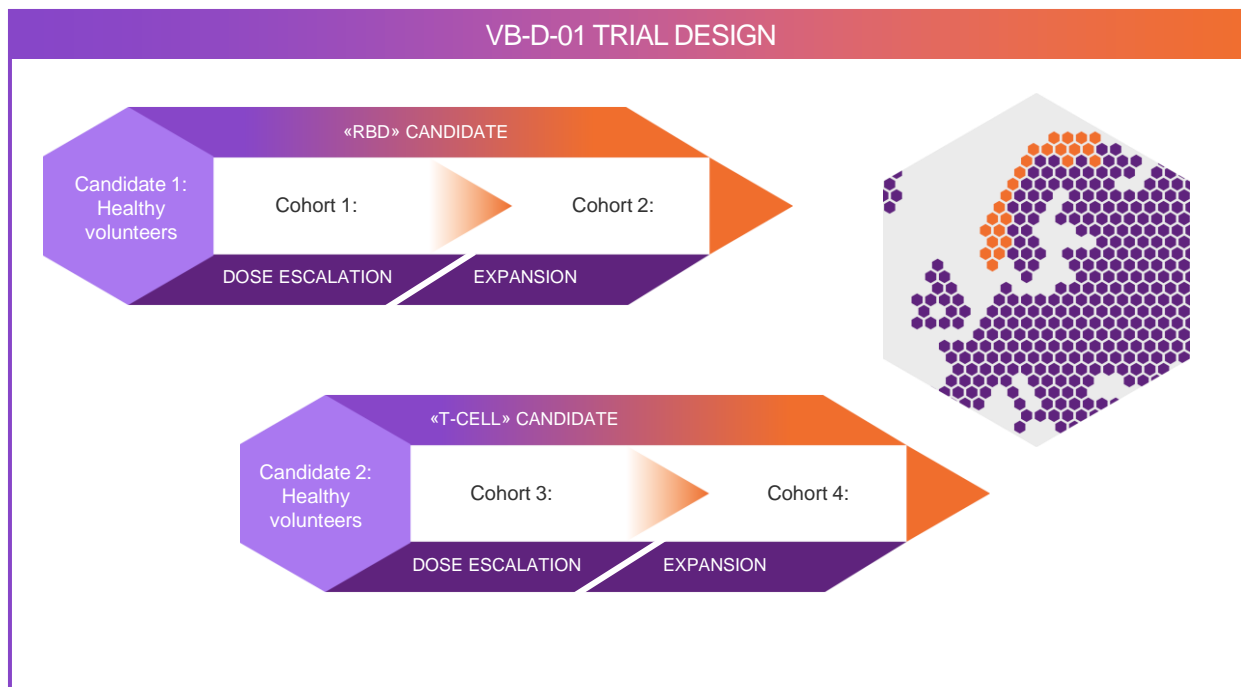 VB-D-01 TRIAL DESIGN
«RBD» CANDIDATE
Candidate 1:
Healthy
volunteers
Cohort 1:
Cohort 2:
DOSE ESCALATION
EXPANSION
«T-CELL» CANDIDATE
Candidate 2:
Healthy
volunteers
Cohort 3:
Cohort 4:
DOSE ESCALATION
EXPANSION